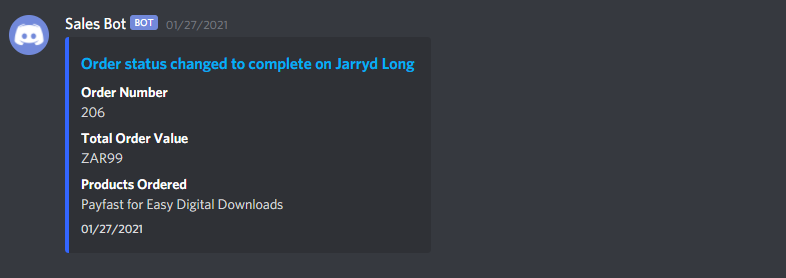 Sales Bot BOT 01/27/2021
Order status changed to complete on Jarryd Long
Order Number
206
Total Order Value
ZAR99
Products Ordered
Payfast for Easy Digital Downloads
01/27/2021